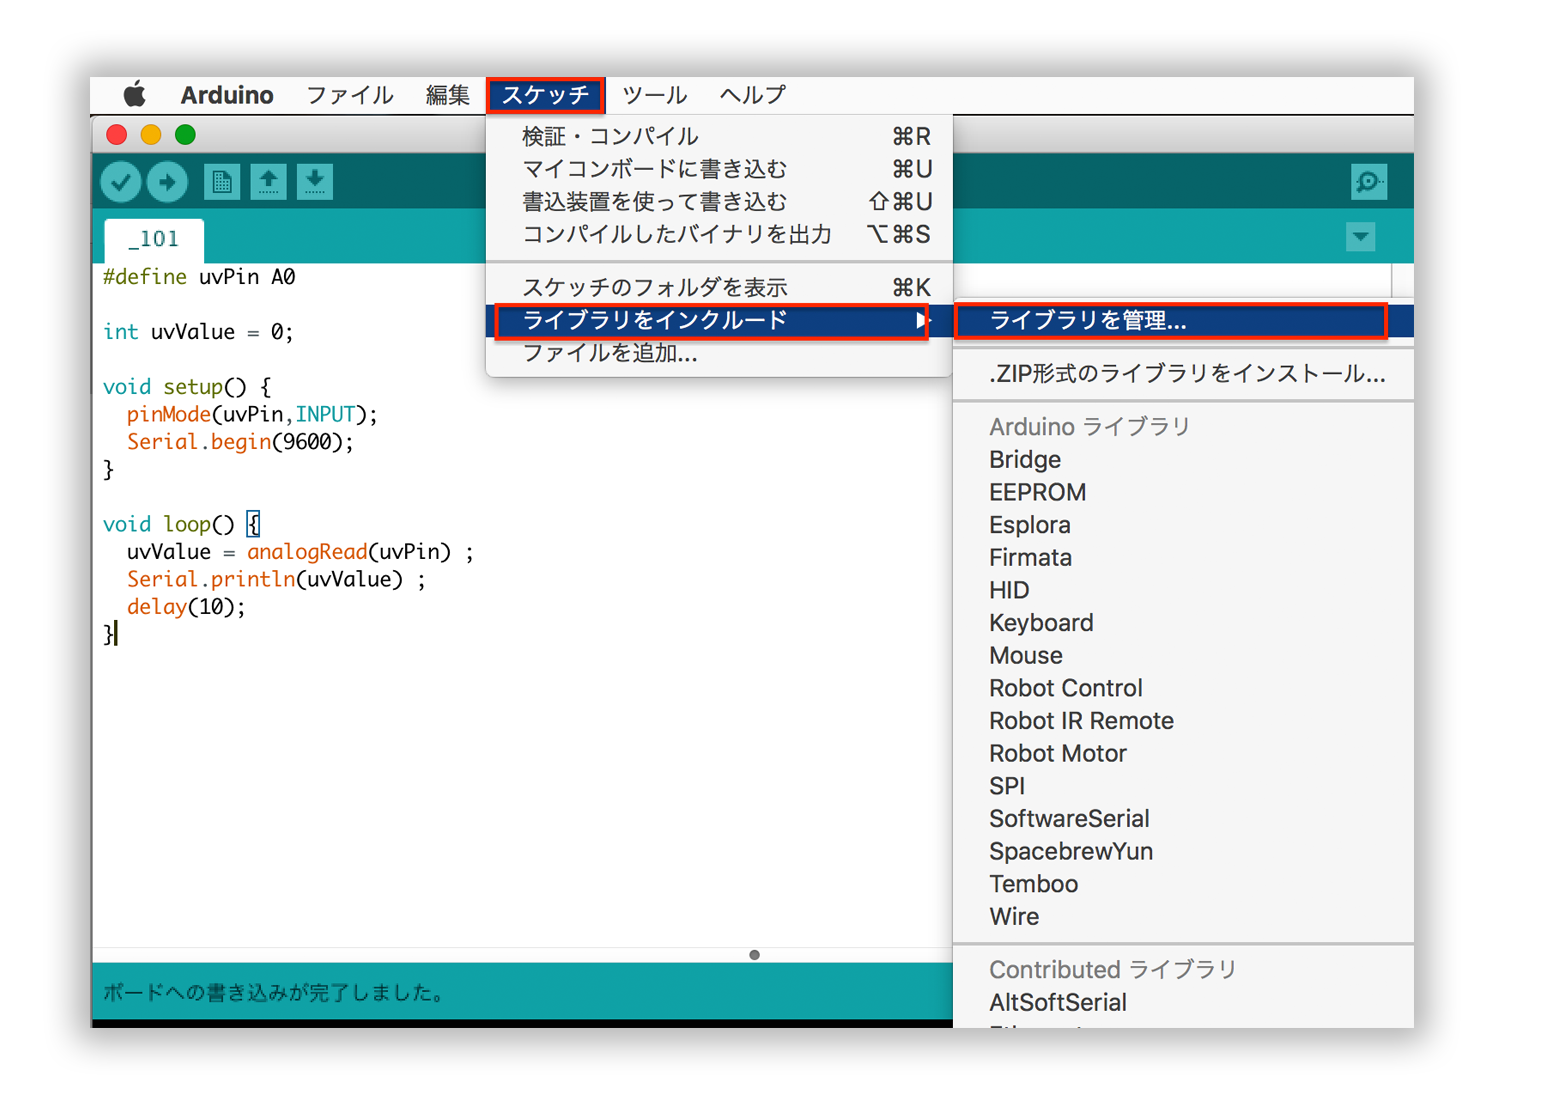 Arduino ファイル 編集 スケッチ ツール ヘルプ
検証・コンパイル ⌘R
マイコンボードに書き込む ⌘U
書込装置を使って書き込む ⇧⌘U
コンパイルしたバイナリを出力 ⌥⌘S
スケッチのフォルダを表示 ⌘K
ライブラリをインクルード ▶
ファイルを追加...
ライブラリを管理...
.ZIP形式のライブラリをインストール...
Arduino ライブラリ
Bridge
EEPROM
Esplora
Firmata
HID
Keyboard
Mouse
Robot Control
Robot IR Remote
Robot Motor
SPI
SoftwareSerial
SpacebrewYun
Temboo
Wire
Contributed ライブラリ
AltSoftSerial
_101
#define uvPin A0
int uvValue = 0;
void setup() {
pinMode(uvPin,INPUT);
Serial.begin(9600);
}
void loop() {
uvValue = analogRead(uvPin) ;
Serial.println(uvValue) ;
delay(10);
}
ボードへの書き込みが完了しました。